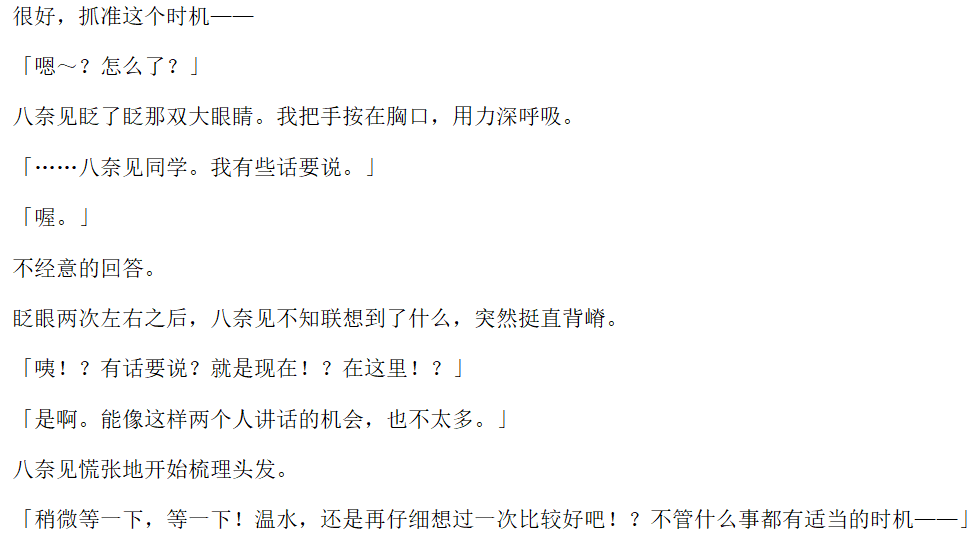 很好，抓准这个时机——
「嗯～？怎么了？」
八奈见眨了眨那双大眼睛。我把手按在胸口，用力深呼吸。
「……八奈见同学。我有些话要说。」
「喔。」
不经意的回答。
眨眼两次左右之后，八奈见不知联想到了什么，突然挺直背嵴。
「咦！？有话要说？就是现在！？在这里！？」
「是啊。能像这样两个人讲话的机会，也不太多。」
八奈见慌张地开始梳理头发。
「稍微等一下，等一下！温水，还是再仔细想过一次比较好吧！？不管什么事都有适当的时机——」